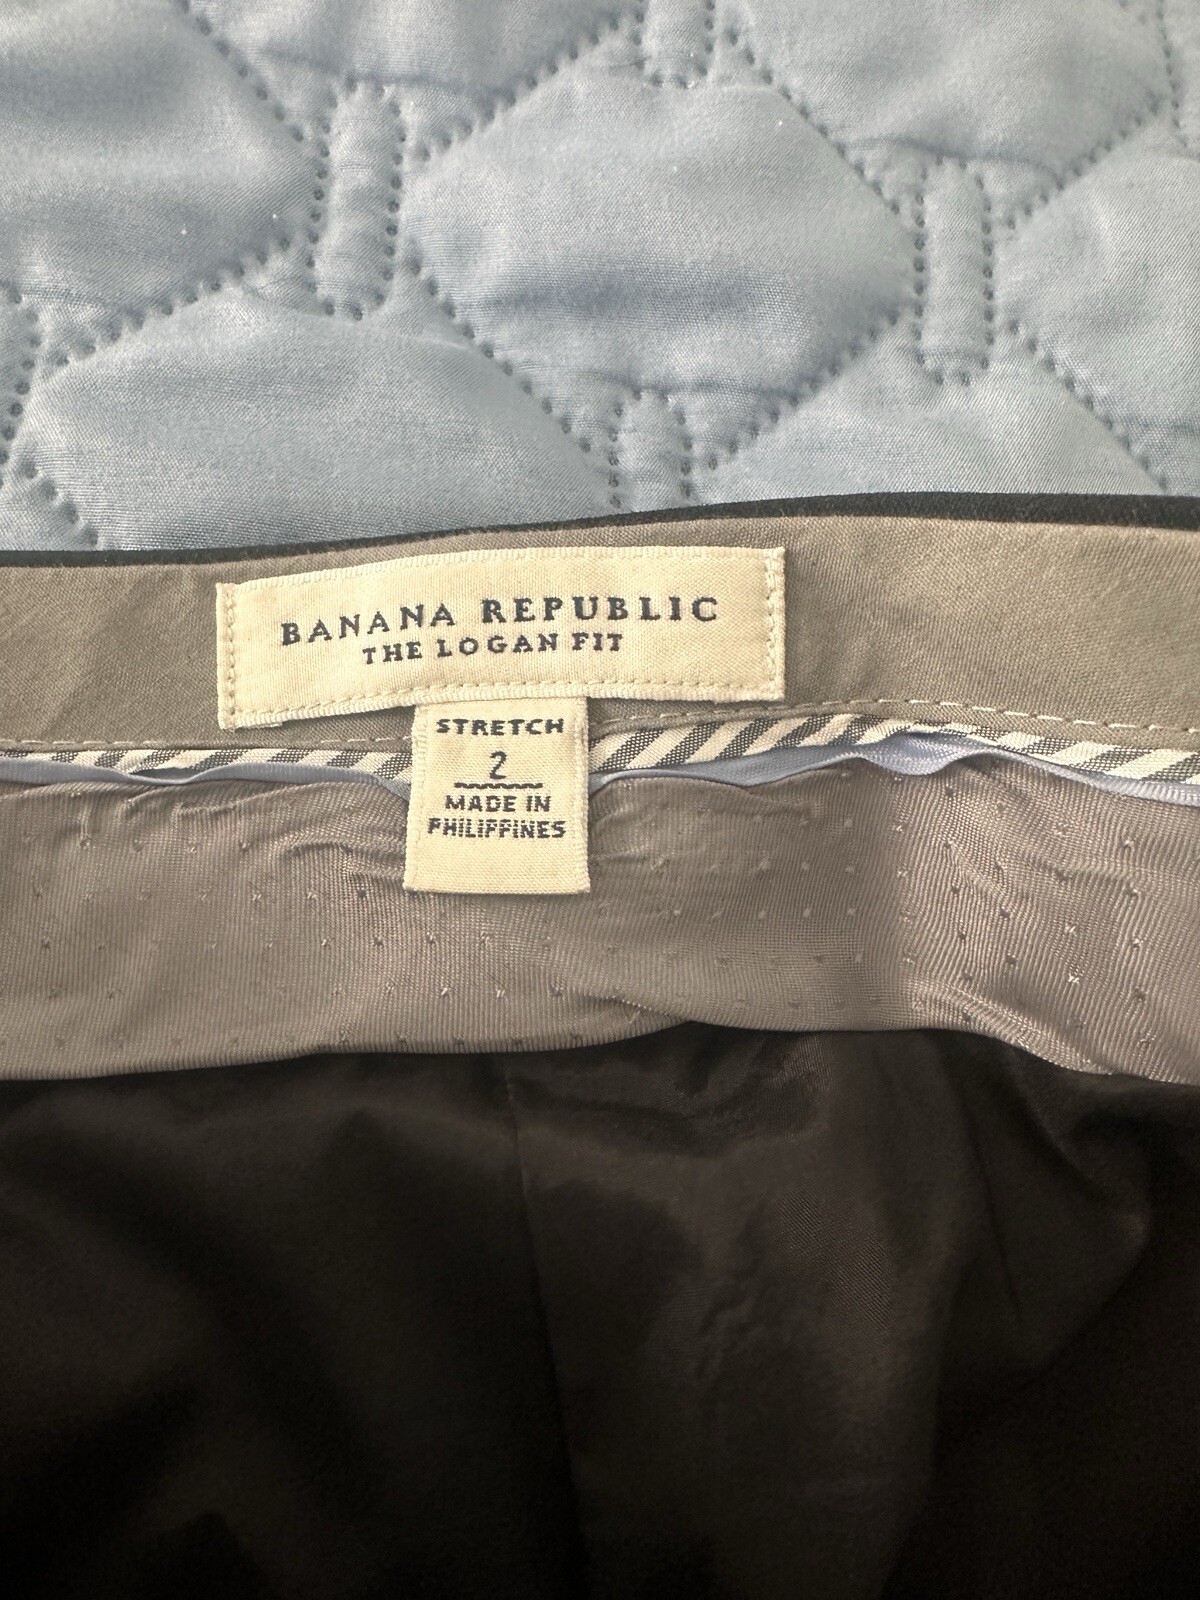 BANANA REPUBLIC
THE LOGAN FIT
STRETCH
2
MADE IN
PHILIPPINES